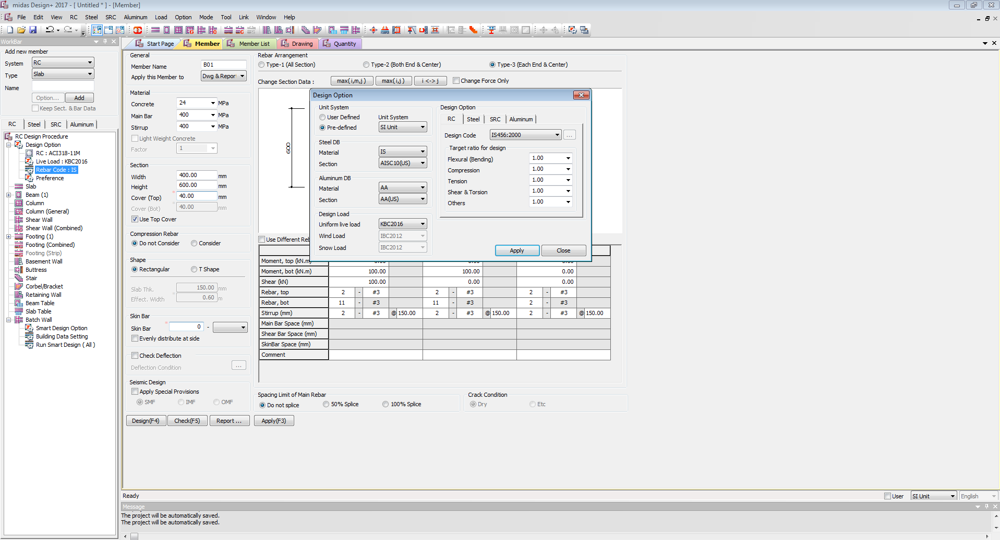 midas Design+ 2017 - [ Untitled * ] - [Member]
File Edit View RC Steel SRC Aluminum Load Option Mode Tool Link Window Help
WorkBar
Start Page Member Member List Drawing Quantity
Add new member
System RC
Type Slab
Name
Option... Add
Keep Sect. & Bar Data
RC Steel SRC Aluminum
RC Design Procedure
Design Option
RC : ACI318-11M
Live Load : KBC2016
Rebar Code : IS
Preference
Slab
Beam (1)
Column
Column (General)
Shear Wall
Shear Wall (Combined)
Footing (1)
Footing (Combined)
Footing (Strip)
Basement Wall
Buttress
Stair
Corbel/Bracket
Retaining Wall
Beam Table
Slab Table
Batch Wall
Smart Design Option
Building Data Setting
Run Smart Design ( All )
General
Member Name B01
Apply this Member to Dwg & Repor
Material
Concrete 24 MPa
Main Bar 400 MPa
Stirrup 400 MPa
Light Weight Concrete
Factor 1
Section
Width 400.00 mm
Height 600.00 mm
Cover (Top) * 40.00 mm
Cover (Bot) * 40.00 mm
Use Top Cover
Compression Rebar
Do not Consider Consider
Shape
Rectangular T Shape
Slab Thk. 150.00 mm
Effect. Width * 0.60 m
Skin Bar
Skin Bar * 0 -
Evenly distribute at side
Check Deflection
Deflection Condition ...
Seismic Design
Apply Special Provisions
SMF IMF OMF
Design(F4) Check(F5) Report ... Apply(F3)
Rebar Arrangement
Type-1 (All Section) Type-2 (Both End & Center) Type-3 (Each End & Center)
Change Section Data : max( i,m,j ) max( i,j ) i <-> j Change Force Only
600
Use Different Reb
Design Option
Unit System
User Defined Unit System
Pre-defined SI Unit
Steel DB
Material IS
Section AISC10(US)
Aluminum DB
Material AA
Section AA(US)
Design Load
Uniform live load KBC2016
Wind Load IBC2012
Snow Load IBC2012
Design Option
RC Steel SRC Aluminum
Design Code IS456:2000 ...
Target ratio for design
Flexural (Bending) 1.00
Compression 1.00
Tension 1.00
Shear & Torsion 1.00
Others 1.00
Apply Close
Moment, top (kN.m) 0.00 0.00 0.00
Moment, bot (kN.m) 100.00 100.00 0.00
Shear (kN) 100.00 0.00 0.00
Rebar, top 2 - #3 2 - #3 2 - #3
Rebar, bot 11 - #3 11 - #3 2 - #3
Stirrup (mm) 2 - #3 @ 150.00 2 - #3 @ 150.00 2 - #3 @ 150.00
Main Bar Space (mm)
Shear Bar Space (mm)
SkinBar Space (mm)
Comment
Spacing Limit of Main Rebar
Do not splice 50% Splice 100% Splice
Crack Condition
Dry Etc
Ready User SI Unit English
Message
The project will be automatically saved.
The project will be automatically saved.